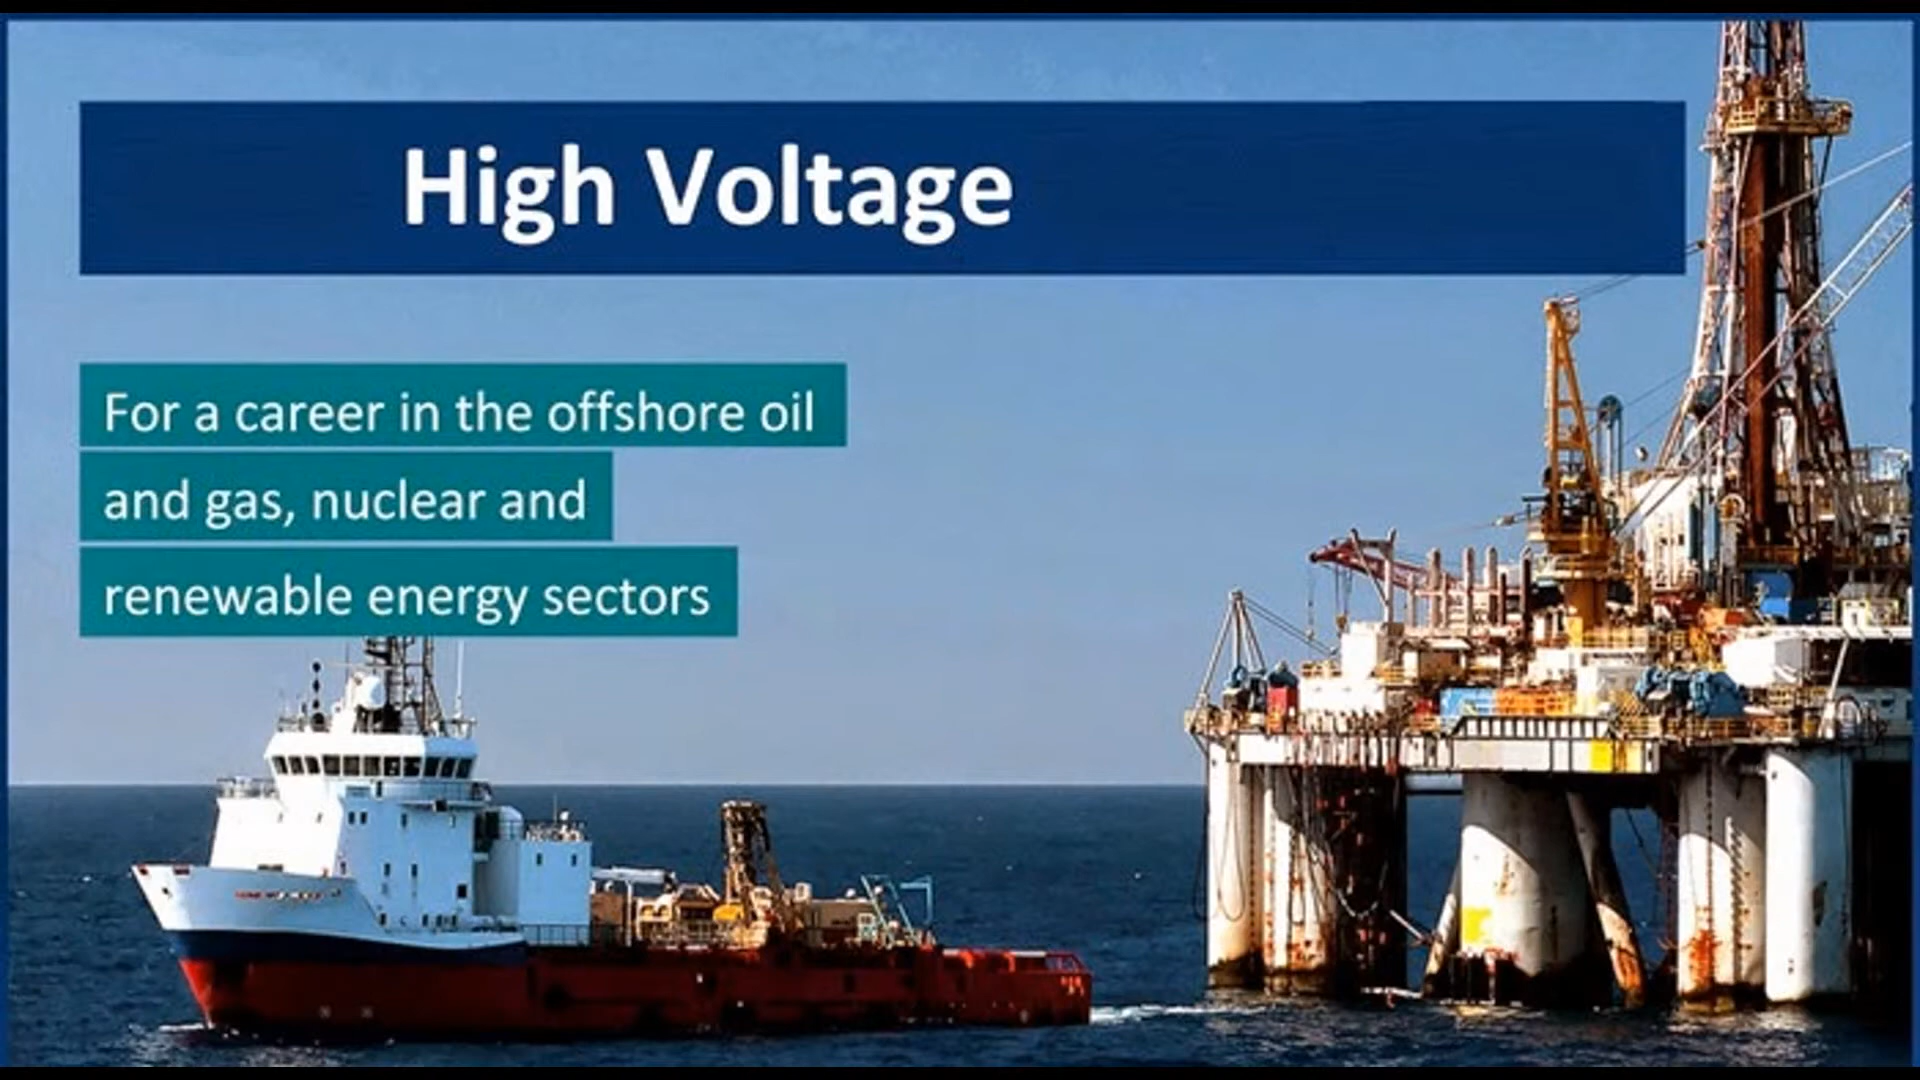 High Voltage
For a career in the offshore oil
and gas, nuclear and
renewable energy sectors